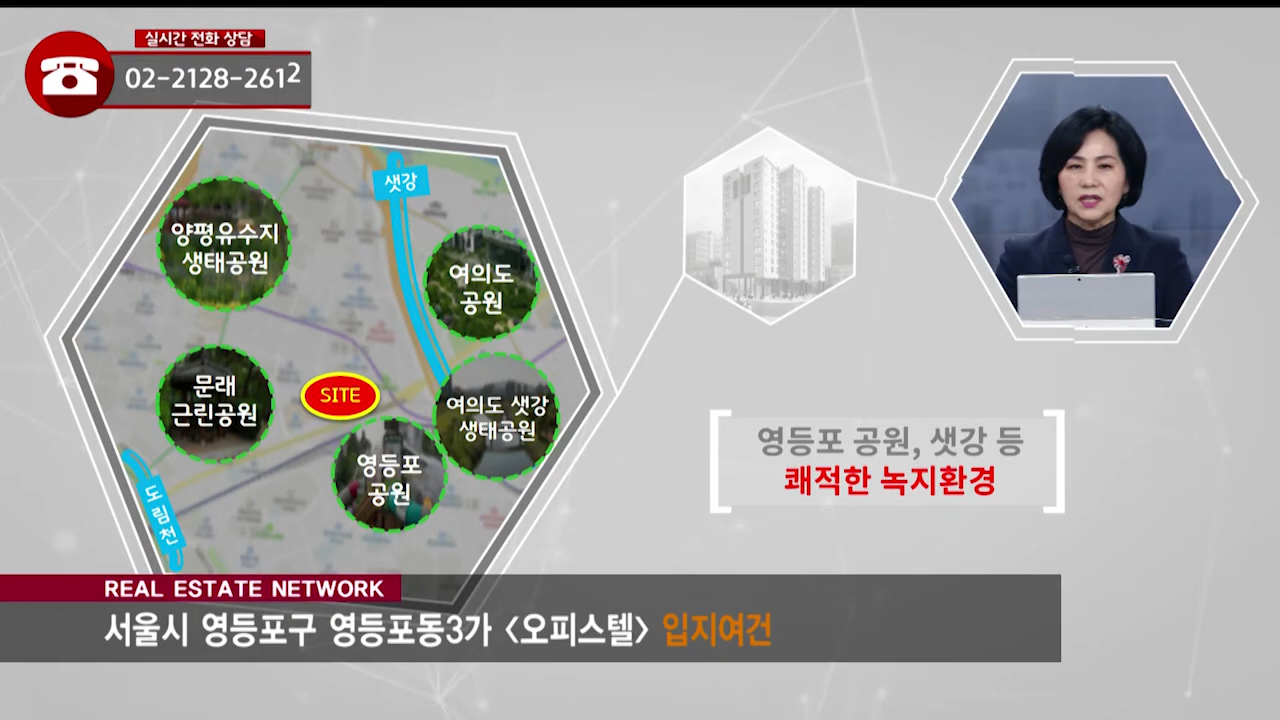 실시간 전화 상담
02-2128-2612
샛강
양평유수지
생태공원
여의도
공원
문래
근린공원
SITE
여의도 샛강
생태공원
영등포
공원
도림천
영등포 공원, 샛강 등
쾌적한 녹지환경
REAL ESTATE NETWORK
서울시 영등포구 영등포동3가 <오피스텔> 입지여건